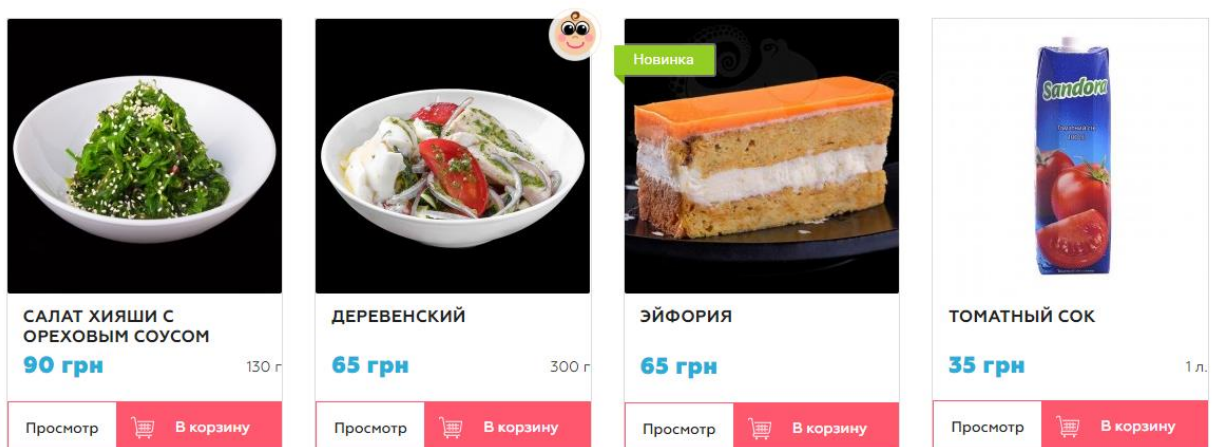 Новинка
Sandora
САЛАТ ХИЯШИ С
ОРЕХОВЫМ СОУСОМ
90 грн
130 г
Просмотр
В корзину
ДЕРЕВЕНСКИЙ
65 грн
300 г
Просмотр
В корзину
ЭЙФОРИЯ
65 грн
Просмотр
В корзину
ТОМАТНЫЙ СОК
35 грн
1 л.
Просмотр
В корзину